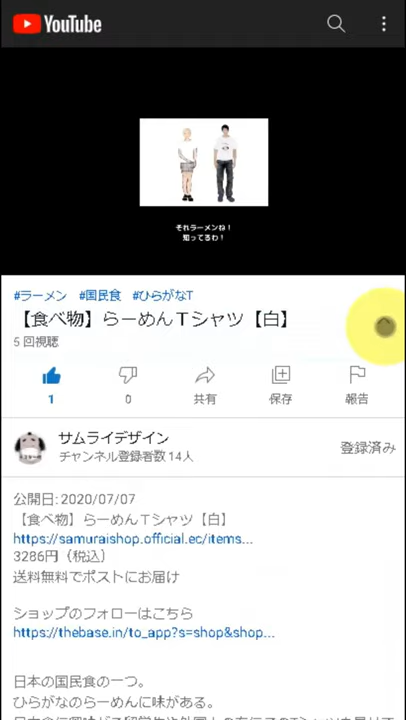 YouTube
それラーメンね！
知ってるわ！
#ラーメン #国民食 #ひらがなT
【食べ物】らーめんＴシャツ【白】
5 回視聴
1
0
共有
保存
報告
サムライデザイン
チャンネル登録者数 14人
登録済み
公開日: 2020/07/07
【食べ物】らーめんＴシャツ【白】
https://samuraishop.official.ec/items...
3286円（税込）
送料無料でポストにお届け
ショップのフォローはこちら
https://thebase.in/to_app?s=shop&shop...
日本の国民食の一つ。
ひらがなのらーめんに味がある。